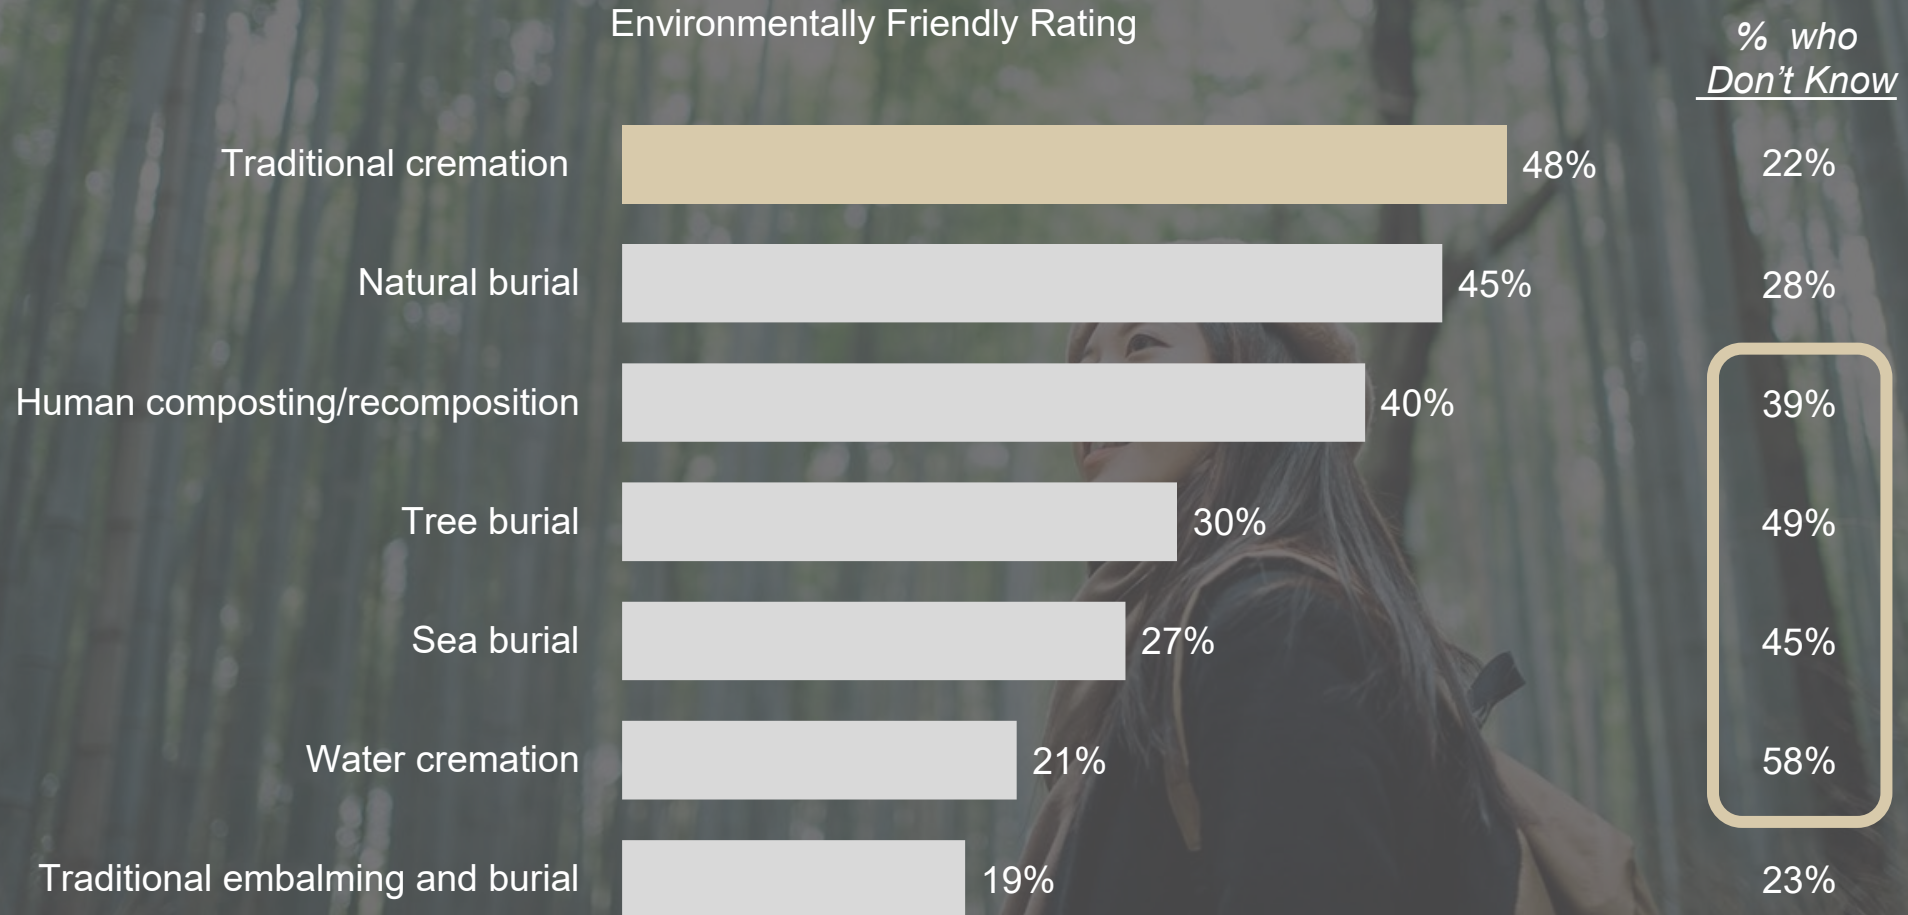 Environmentally Friendly Rating
% who
Don’t Know
Traditional cremation 48% 22%
Natural burial 45% 28%
Human composting/recomposition 40% 39%
Tree burial 30% 49%
Sea burial 27% 45%
Water cremation 21% 58%
Traditional embalming and burial 19% 23%